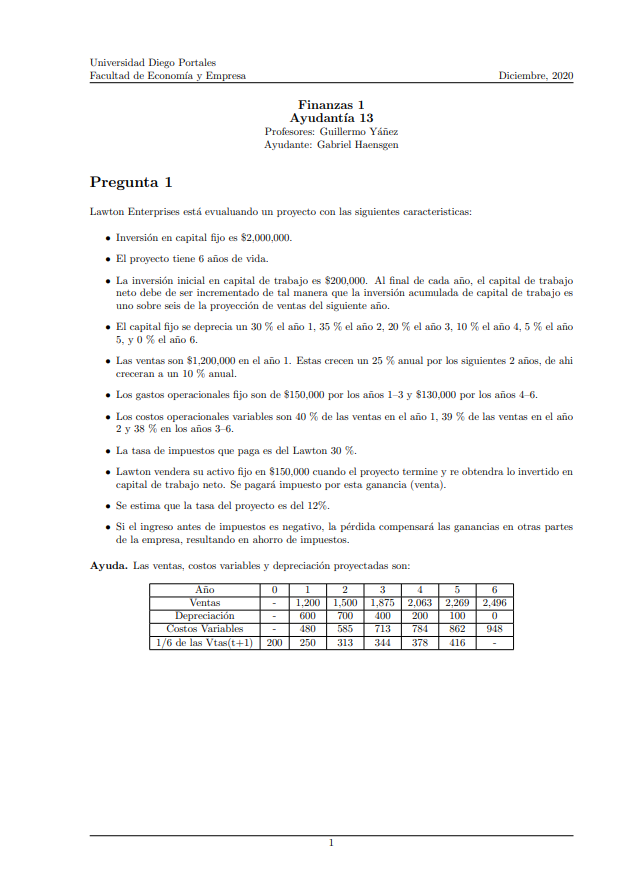 Universidad Diego Portales
Facultad de Economía y Empresa Diciembre, 2020
Finanzas 1
Ayudantía 13
Profesores: Guillermo Yáñez
Ayudante: Gabriel Haensgen
Pregunta 1
Lawton Enterprises está evualuando un proyecto con las siguientes caracteristicas:
• Inversión en capital fijo es $2,000,000.
• El proyecto tiene 6 años de vida.
• La inversión inicial en capital de trabajo es $200,000. Al final de cada año, el capital de trabajo
neto debe de ser incrementado de tal manera que la inversión acumulada de capital de trabajo es
uno sobre seis de la proyección de ventas del siguiente año.
• El capital fijo se deprecia un 30 % el año 1, 35 % el año 2, 20 % el año 3, 10 % el año 4, 5 % el año
5, y 0 % el año 6.
• Las ventas son $1,200,000 en el año 1. Estas crecen un 25 % anual por los siguientes 2 años, de ahi
creceran a un 10 % anual.
• Los gastos operacionales fijo son de $150,000 por los años 1–3 y $130,000 por los años 4–6.
• Los costos operacionales variables son 40 % de las ventas en el año 1, 39 % de las ventas en el año
2 y 38 % en los años 3–6.
• La tasa de impuestos que paga es del Lawton 30 %.
• Lawton vendera su activo fijo en $150,000 cuando el proyecto termine y re obtendra lo invertido en
capital de trabajo neto. Se pagará impuesto por esta ganancia (venta).
• Se estima que la tasa del proyecto es del 12%.
• Si el ingreso antes de impuestos es negativo, la pérdida compensará las ganancias en otras partes
de la empresa, resultando en ahorro de impuestos.
Ayuda. Las ventas, costos variables y depreciación proyectadas son:
Año 0 1 2 3 4 5 6
Ventas - 1,200 1,500 1,875 2,063 2,269 2,496
Depreciación - 600 700 400 200 100 0
Costos Variables - 480 585 713 784 862 948
1/6 de las Vtas(t+1) 200 250 313 344 378 416 -
1